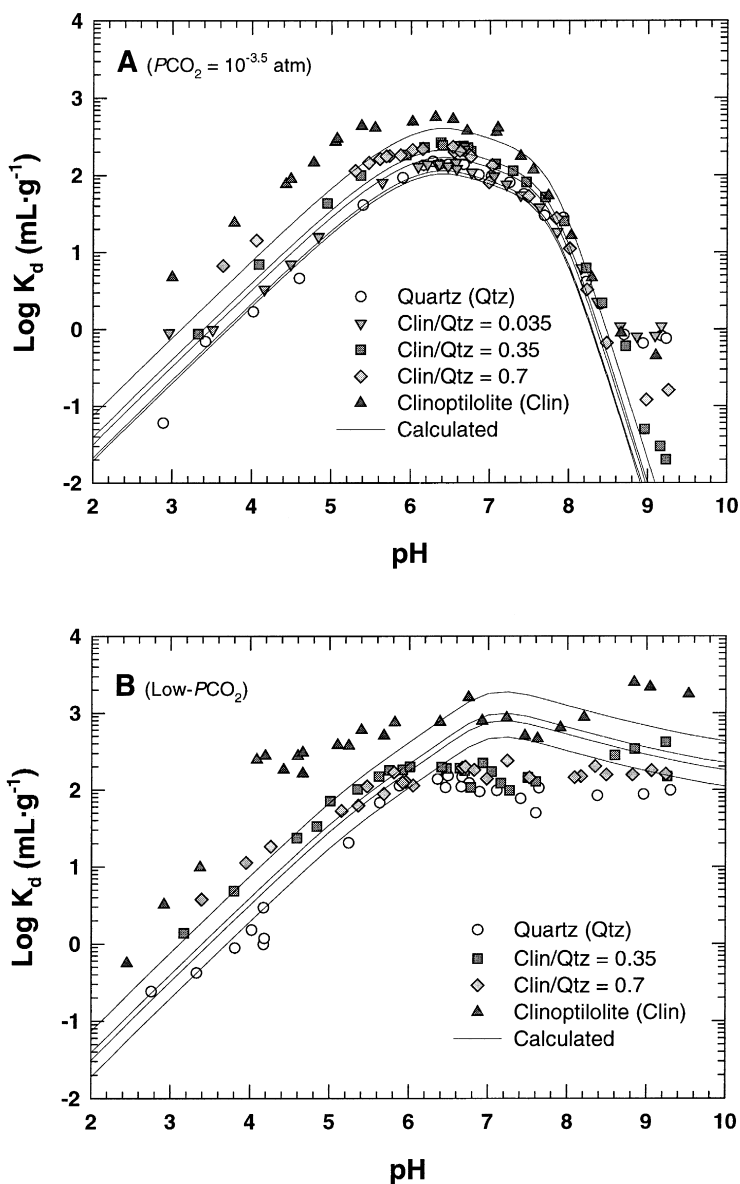 A (PCO₂ = 10⁻³·⁵ atm)
4
3
2
1
0
-1
-2
Log Kd (mL·g⁻¹)
Quartz (Qtz)
Clin/Qtz = 0.035
Clin/Qtz = 0.35
Clin/Qtz = 0.7
Clinoptilolite (Clin)
Calculated
2 3 4 5 6 7 8 9 10
pH
B (Low-PCO₂)
4
3
2
1
0
-1
-2
Log Kd (mL·g⁻¹)
Quartz (Qtz)
Clin/Qtz = 0.35
Clin/Qtz = 0.7
Clinoptilolite (Clin)
Calculated
2 3 4 5 6 7 8 9 10
pH